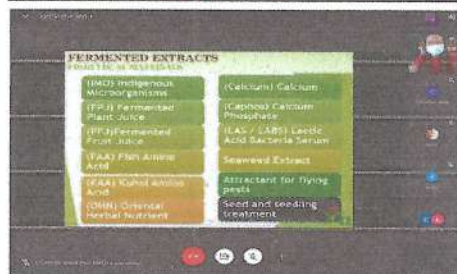 FERMENTED EXTRACTS
(IMO) Indigenous
Microorganisms
(FPJ) Fermented
Plant Juice
(FFJ)Fermented
Fruit Juice
(FAA) Fish Amino
Acid
(KAA) Kuhol Amino
Acid
(OHN) Oriental
Herbal Nutrient
(Calcium) Calcium
(Caphos) Calcium
Phosphate
(LAS / LABS) Lactic
Acid Bacteria Serum
Seaweed Extract
Attractant for flying
pests
Seed and seedling
treatment